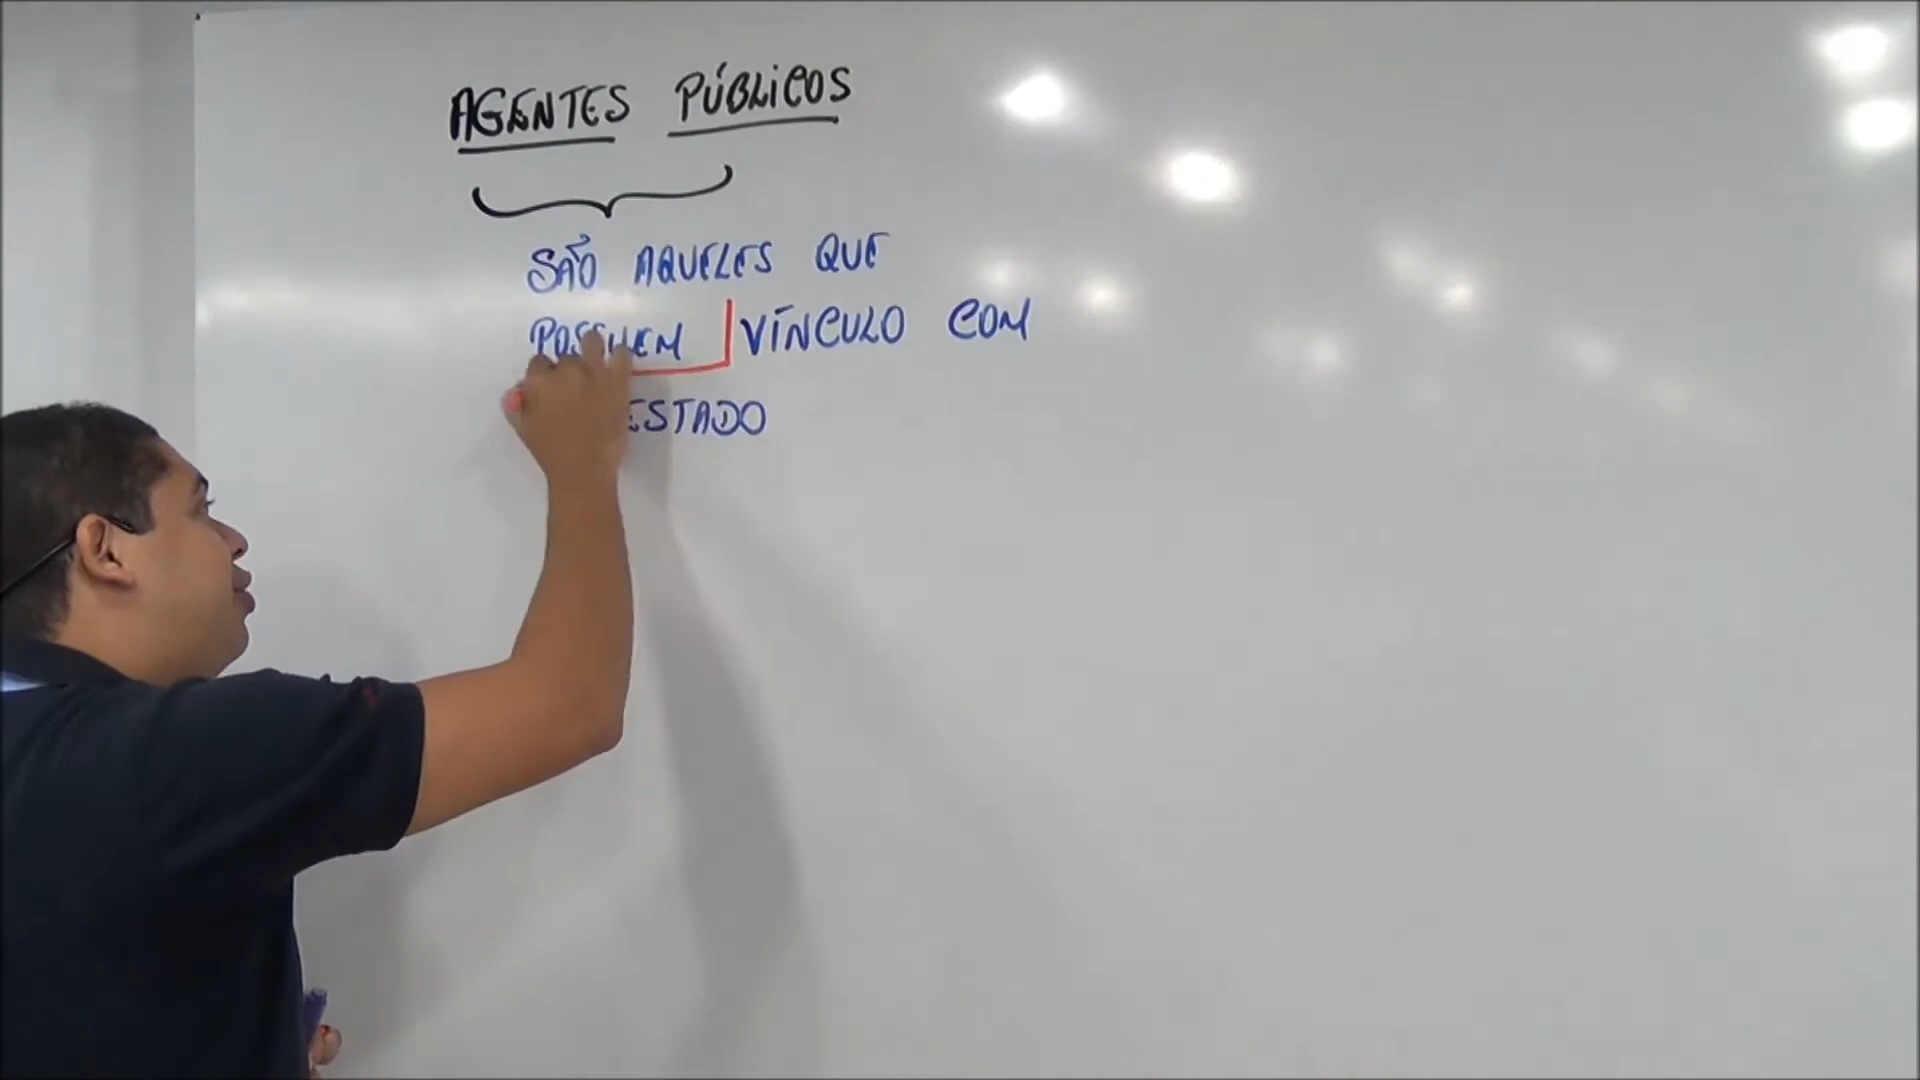 AGENTES PÚBLICOS
SÃO AQUELES QUE
POSSUEM VÍNCULO COM
ESTADO